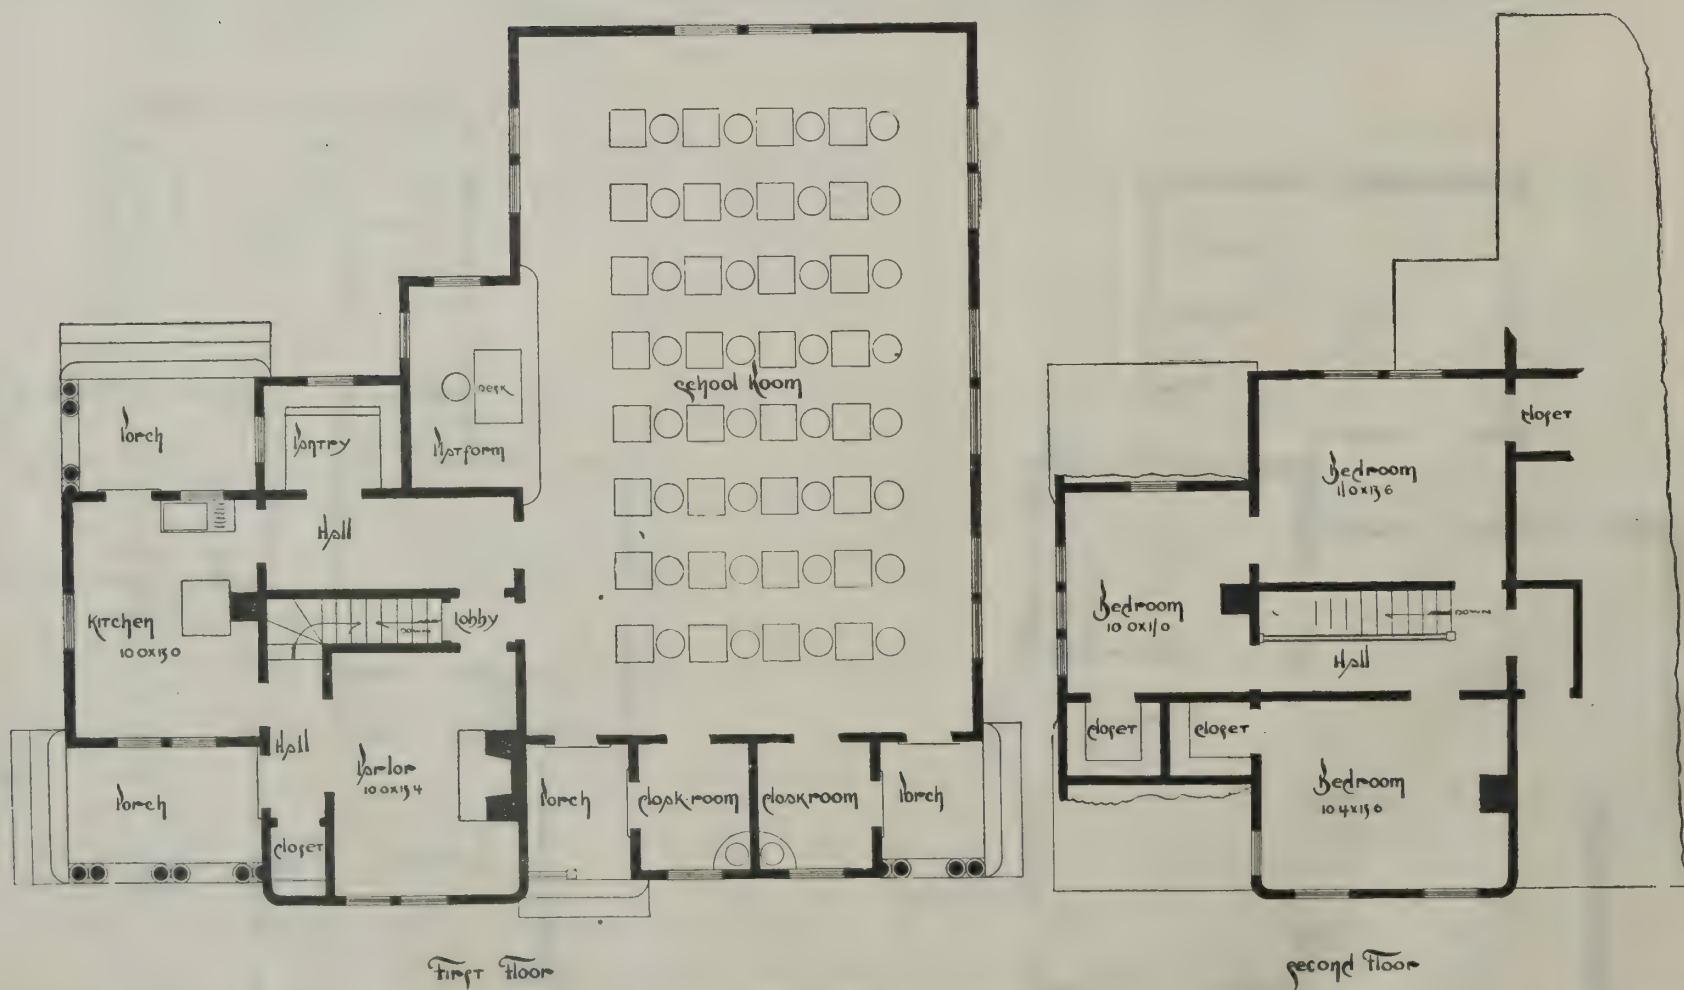 School Room
Desk
Platform
Porch
Pantry
Hall
Kitchen
10 0 x 15 0
Lobby
Down
Hall
Parlor
10 0 x 15 4
Porch
Closet
Porch
Cloak-room
Cloakroom
Porch
First Floor
Closet
Bedroom
11 0 x 13 6
Bedroom
10 0 x 11 0
Down
Hall
Closet
Closet
Bedroom
10 4 x 15 0
Second Floor